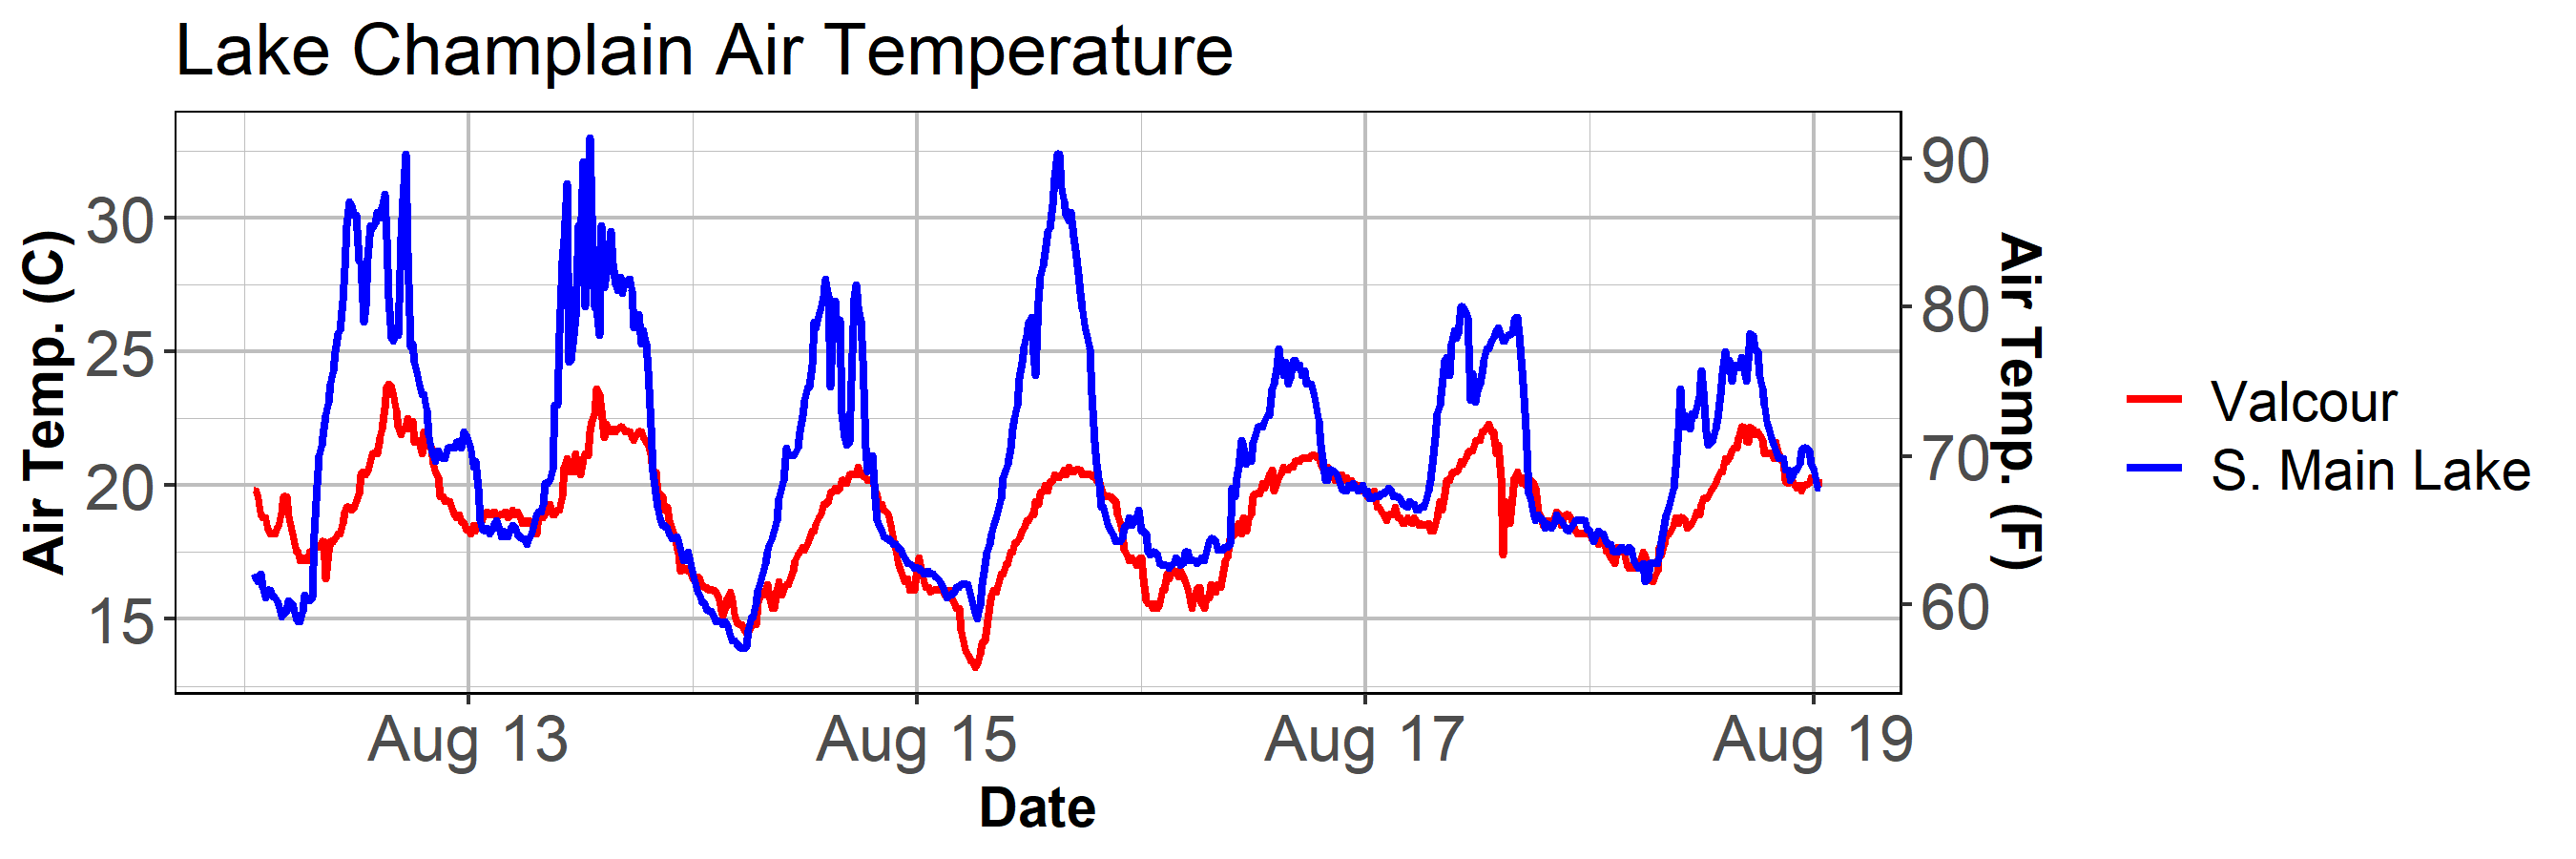 Lake Champlain Air Temperature
Air Temp. (C)
30
25
20
15
90
80
70
60
Air Temp. (F)
Aug 13
Aug 15
Aug 17
Aug 19
Date
Valcour
S. Main Lake